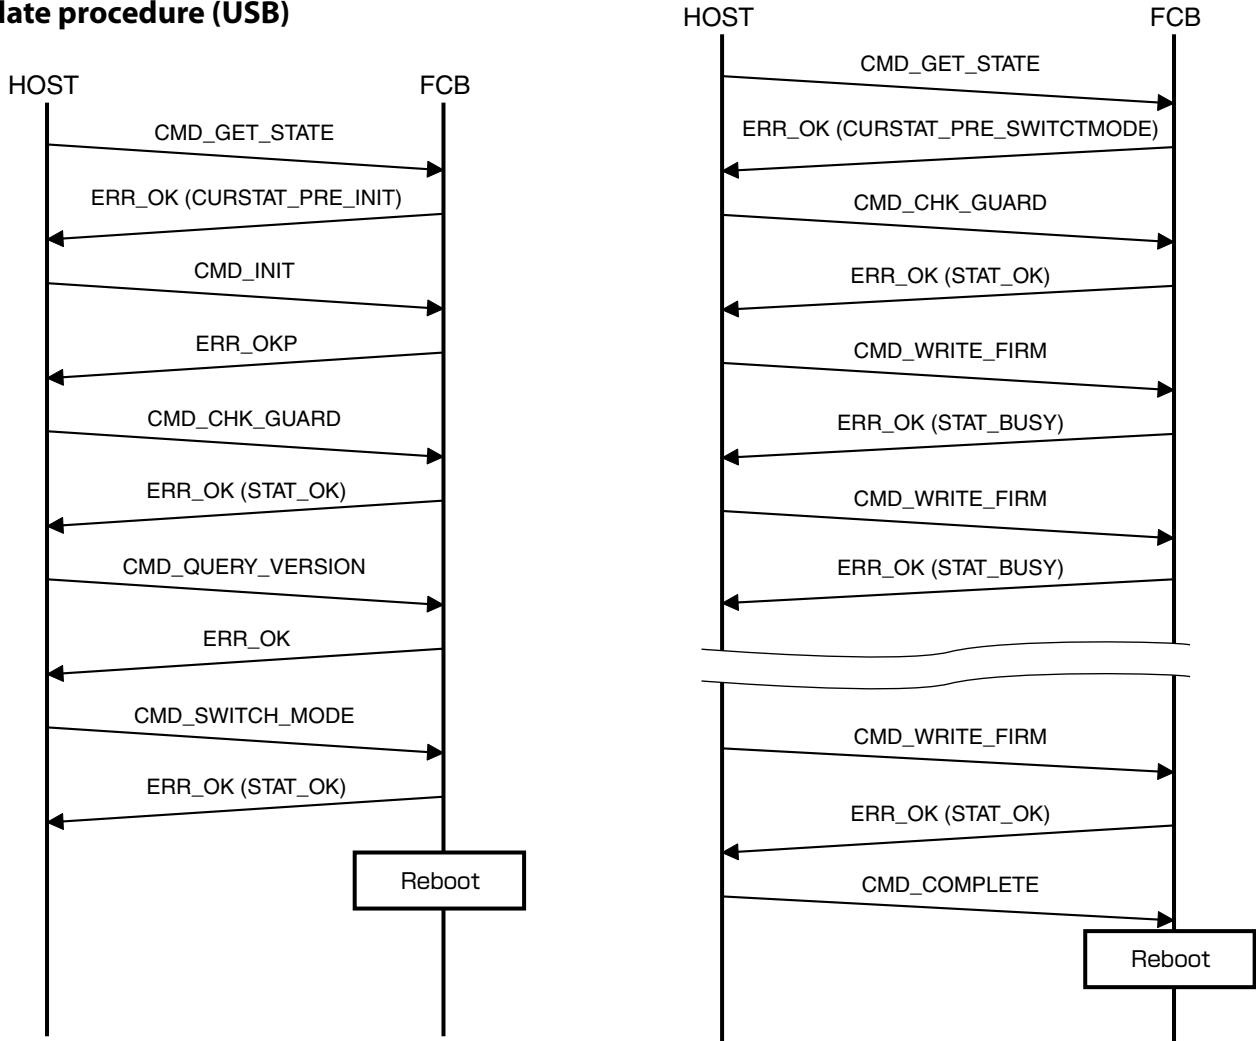 late procedure (USB)
HOST
FCB
CMD_GET_STATE
ERR_OK (CURSTAT_PRE_INIT)
CMD_INIT
ERR_OKP
CMD_CHK_GUARD
ERR_OK (STAT_OK)
CMD_QUERY_VERSION
ERR_OK
CMD_SWITCH_MODE
ERR_OK (STAT_OK)
Reboot
HOST
FCB
CMD_GET_STATE
ERR_OK (CURSTAT_PRE_SWITCTMODE)
CMD_CHK_GUARD
ERR_OK (STAT_OK)
CMD_WRITE_FIRM
ERR_OK (STAT_BUSY)
CMD_WRITE_FIRM
ERR_OK (STAT_BUSY)
CMD_WRITE_FIRM
ERR_OK (STAT_OK)
CMD_COMPLETE
Reboot